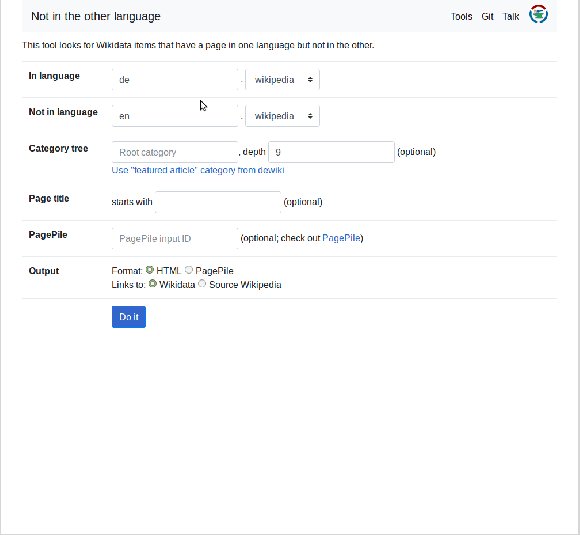 Not in the other language Tools Git Talk
This tool looks for Wikidata items that have a page in one language but not in the other.
In language de . wikipedia
Not in language en . wikipedia
Category tree Root category , depth 9 (optional)
Use "featured article" category from dewiki
Page title starts with (optional)
PagePile PagePile input ID (optional; check out PagePile)
Output Format: HTML PagePile
Links to: Wikidata Source Wikipedia
Do it